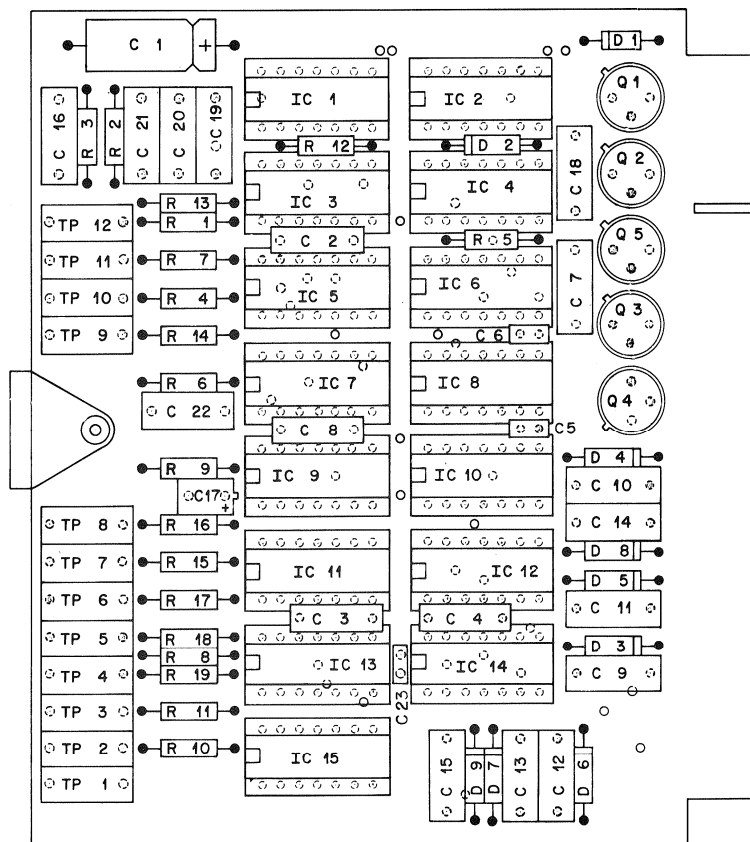 C 1 +
D 1
Q 1
IC 1
IC 2
C 16
R 3
R 2
C 21
C 20
C 19
R 12
D 2
C 18
Q 2
IC 3
IC 4
R 13
R 1
TP 12
C 2
R 5
Q 5
TP 11
R 7
IC 5
IC 6
C 7
TP 10
R 4
Q 3
TP 9
R 14
C 6
R 6
IC 7
IC 8
Q 4
C 22
C 8
C5
D 4
R 9
IC 9
IC 10
C 10
C17
+
TP 8
R 16
C 14
D 8
TP 7
R 15
IC 11
IC 12
D 5
TP 6
R 17
C 3
C 4
C 11
TP 5
R 18
D 3
R 8
IC 13
IC 14
TP 4
R 19
C 9
TP 3
R 11
C23
TP 2
R 10
IC 15
C 15
D 9
D 7
C 13
C 12
D 6
TP 1